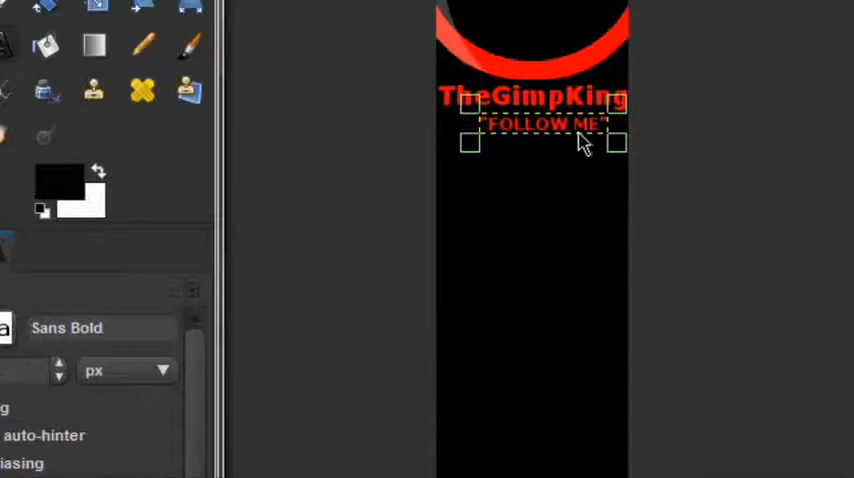 TheGimpKing
"FOLLOW ME"
a
Sans Bold
px
g
auto-hinter
iasing